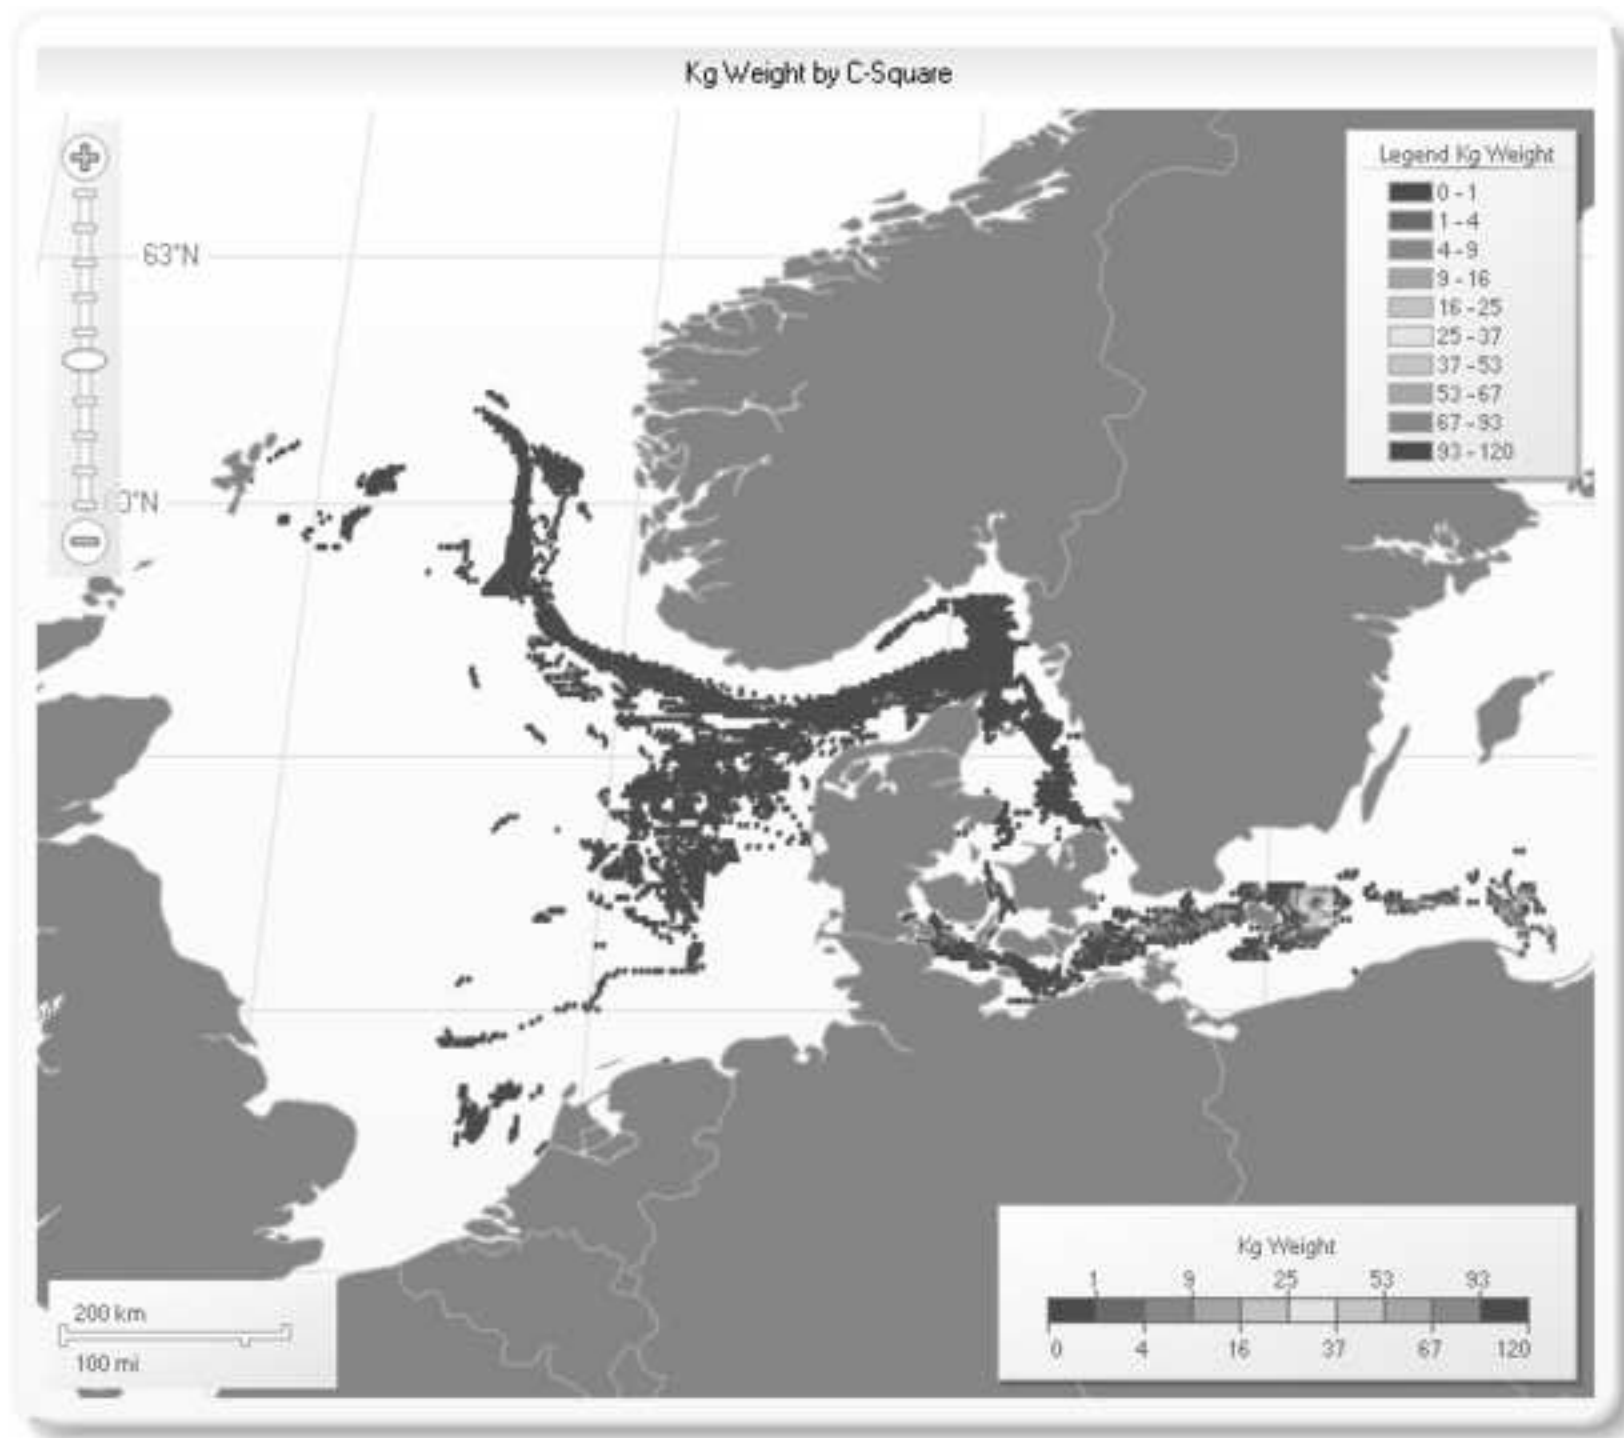 Kg Weight by C-Square
63°N
0°N
Legend Kg Weight
0 - 1
1 - 4
4 - 9
9 - 16
16 - 25
25 - 37
37 - 53
53 - 67
67 - 93
93 - 120
Kg Weight
1 9 25 53 93
0 4 16 37 67 120
200 km
100 mi